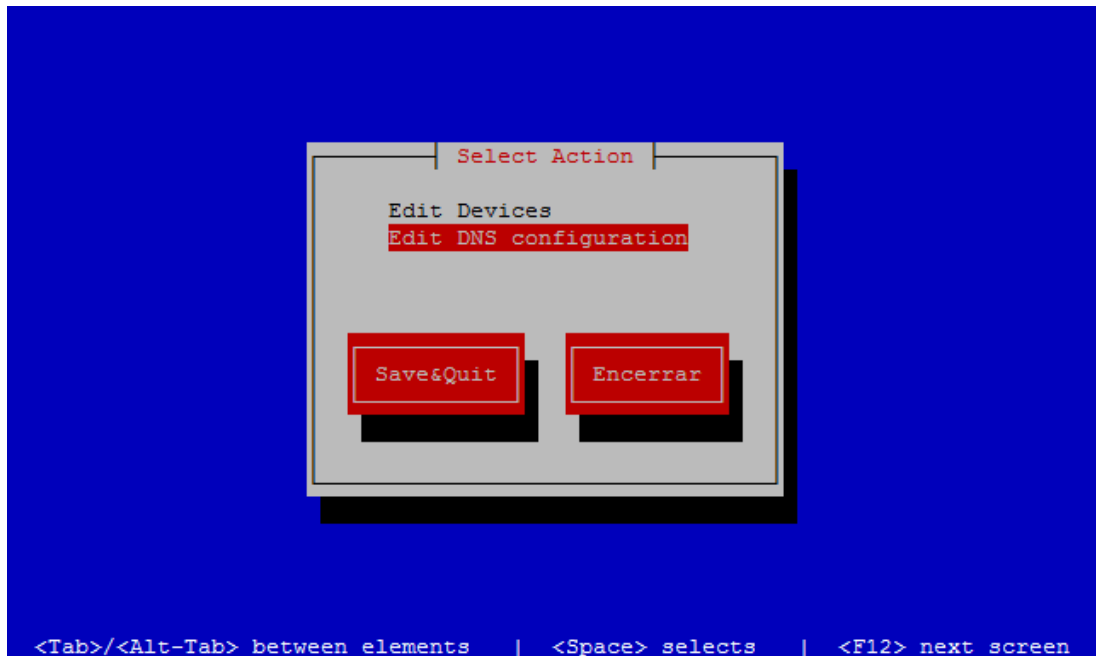 Select Action
Edit Devices
Edit DNS configuration
Save&Quit
Encerrar
<Tab>/<Alt-Tab> between elements | <Space> selects | <F12> next screen